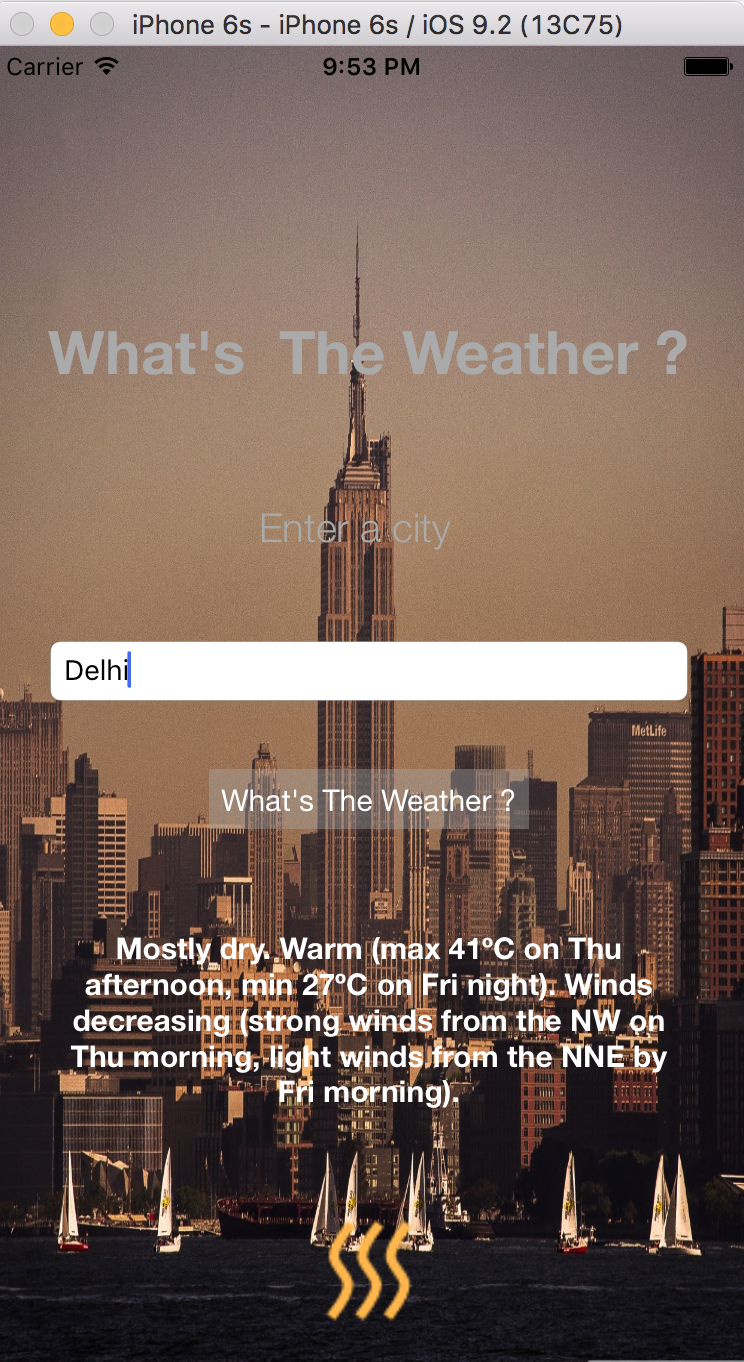 iPhone 6s - iPhone 6s / iOS 9.2 (13C75)
Carrier 9:53 PM
What's The Weather ?
Enter a city
Delhi
MetLife
What's The Weather ?
Mostly dry. Warm (max 41ºC on Thu
afternoon, min 27ºC on Fri night). Winds
decreasing (strong winds from the NW on
Thu morning, light winds from the NNE by
Fri morning).